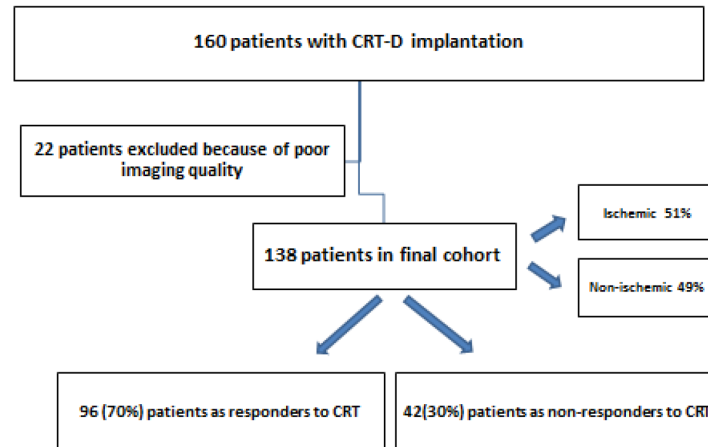 160 patients with CRT-D implantation
22 patients excluded because of poor
imaging quality
Ischemic 51%
138 patients in final cohort
Non-ischemic 49%
96 (70%) patients as responders to CRT
42(30%) patients as non-responders to CRT